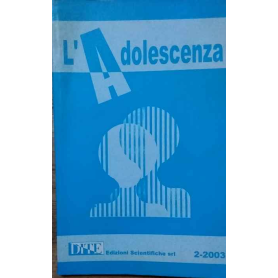 L'Adolescenza
Edizioni Scientifiche srl
2-2003